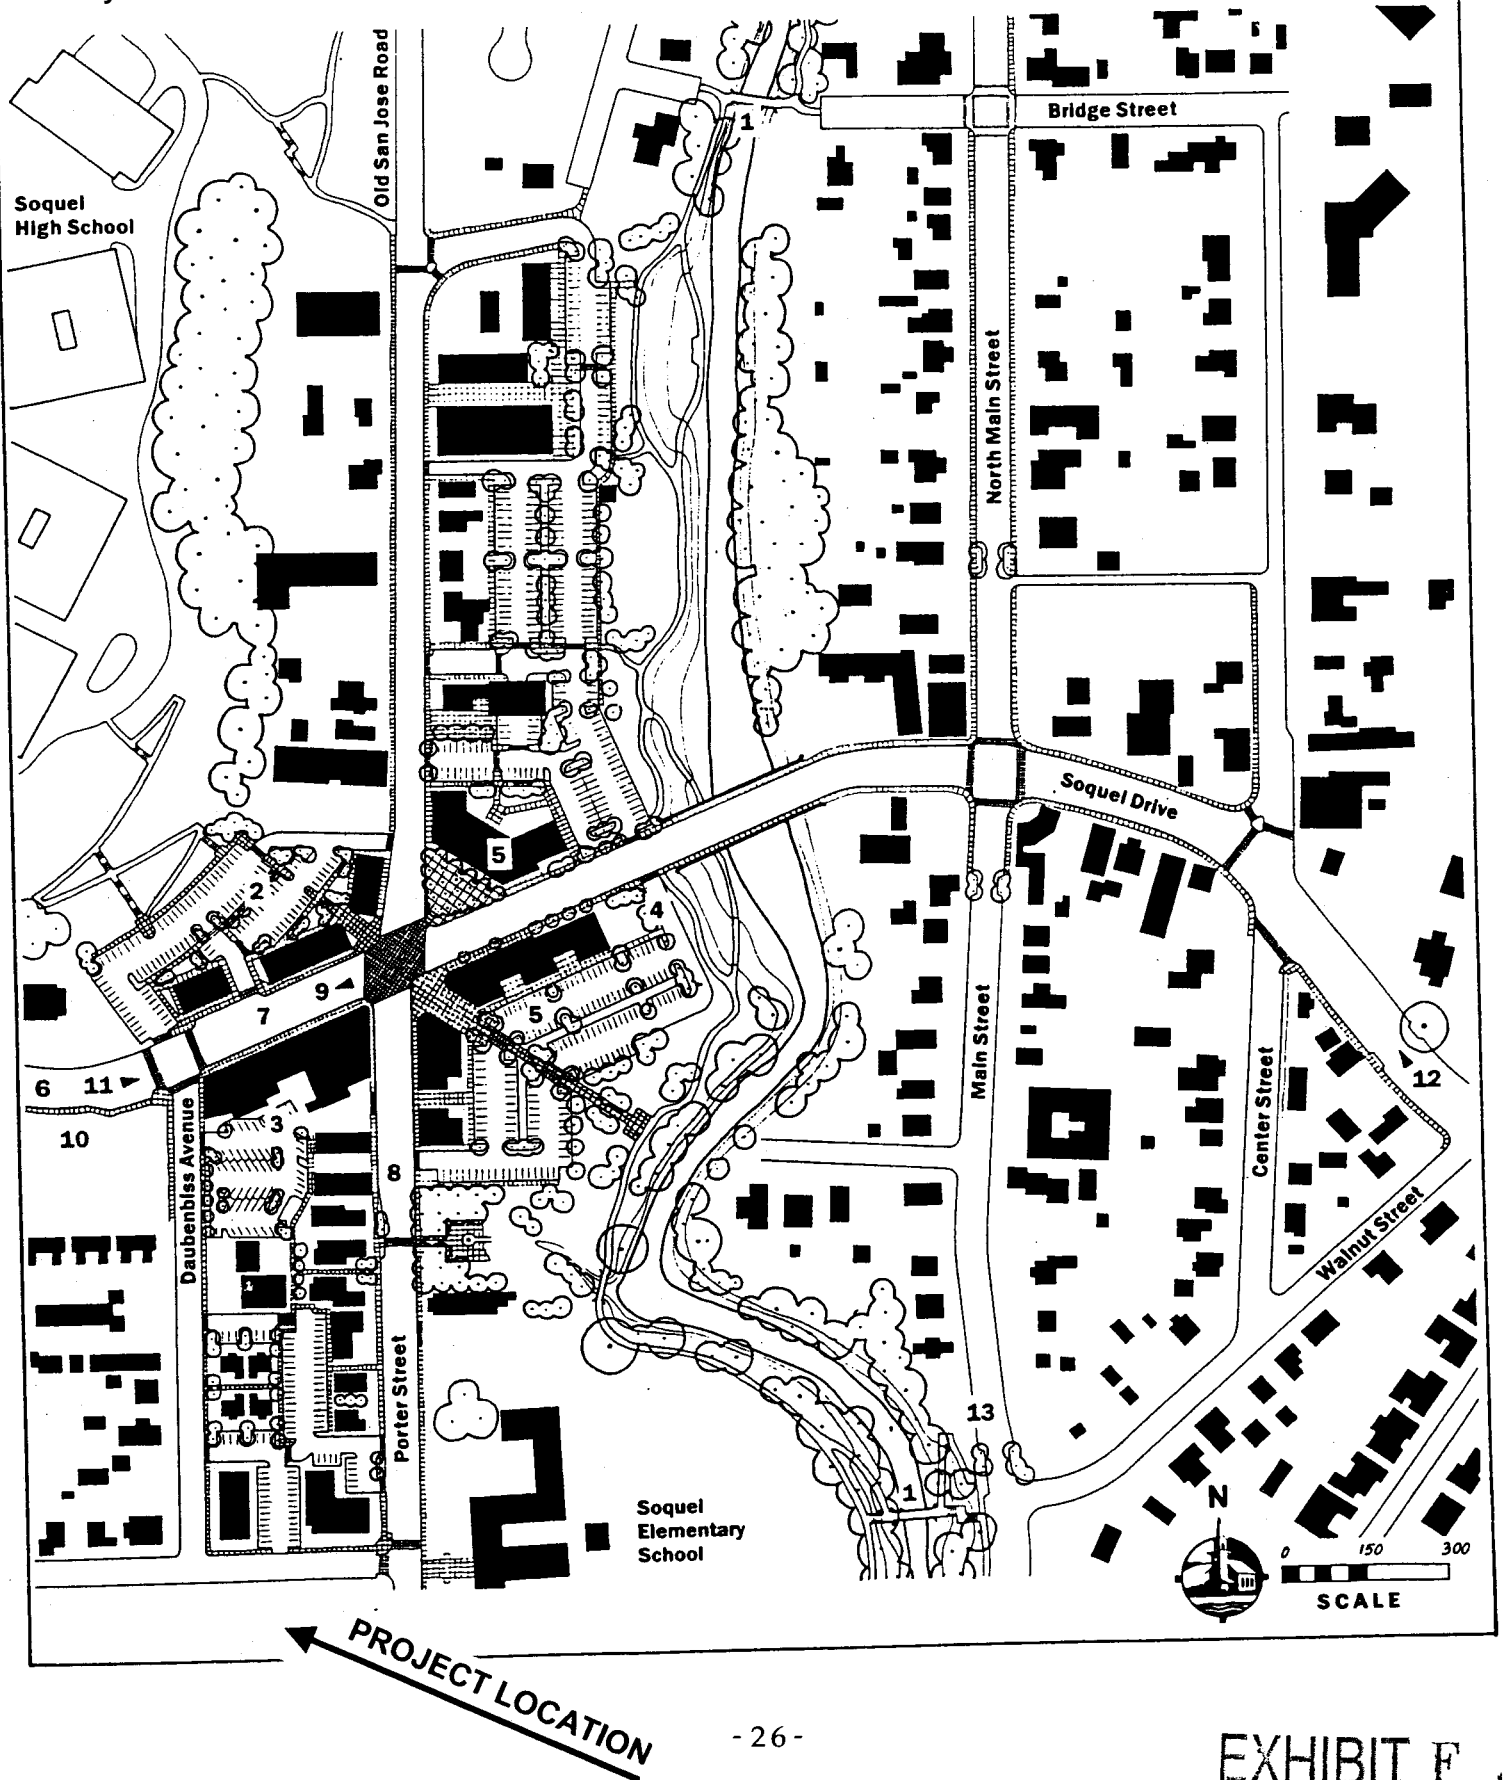 Old San Jose Road
1
Bridge Street
Soquel
High School
North Main Street
Soquel Drive
5
2
4
9
5
7
6
11
12
10
3
Main Street
Center Street
Daubenbiss Avenue
8
Walnut Street
Porter Street
13
1
Soquel
Elementary
School
N
0 150 300
SCALE
PROJECT LOCATION
-26-
EXHIBIT F